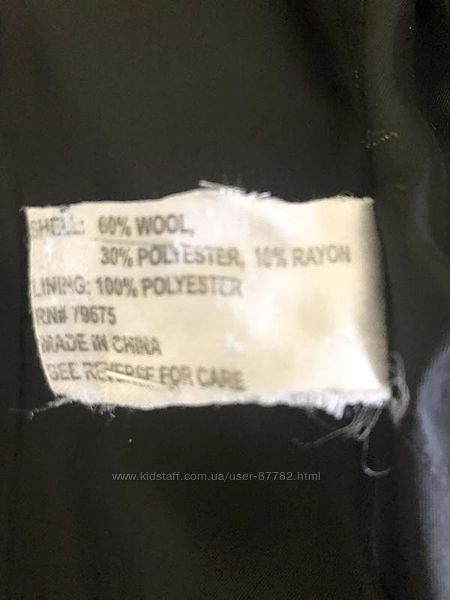 SHELL: 60% WOOL,
30% POLYESTER, 10% RAYON
LINING: 100% POLYESTER
RN# 79675
MADE IN CHINA
SEE REVERSE FOR CARE
www.kidstaff.com.ua/user-87782.html